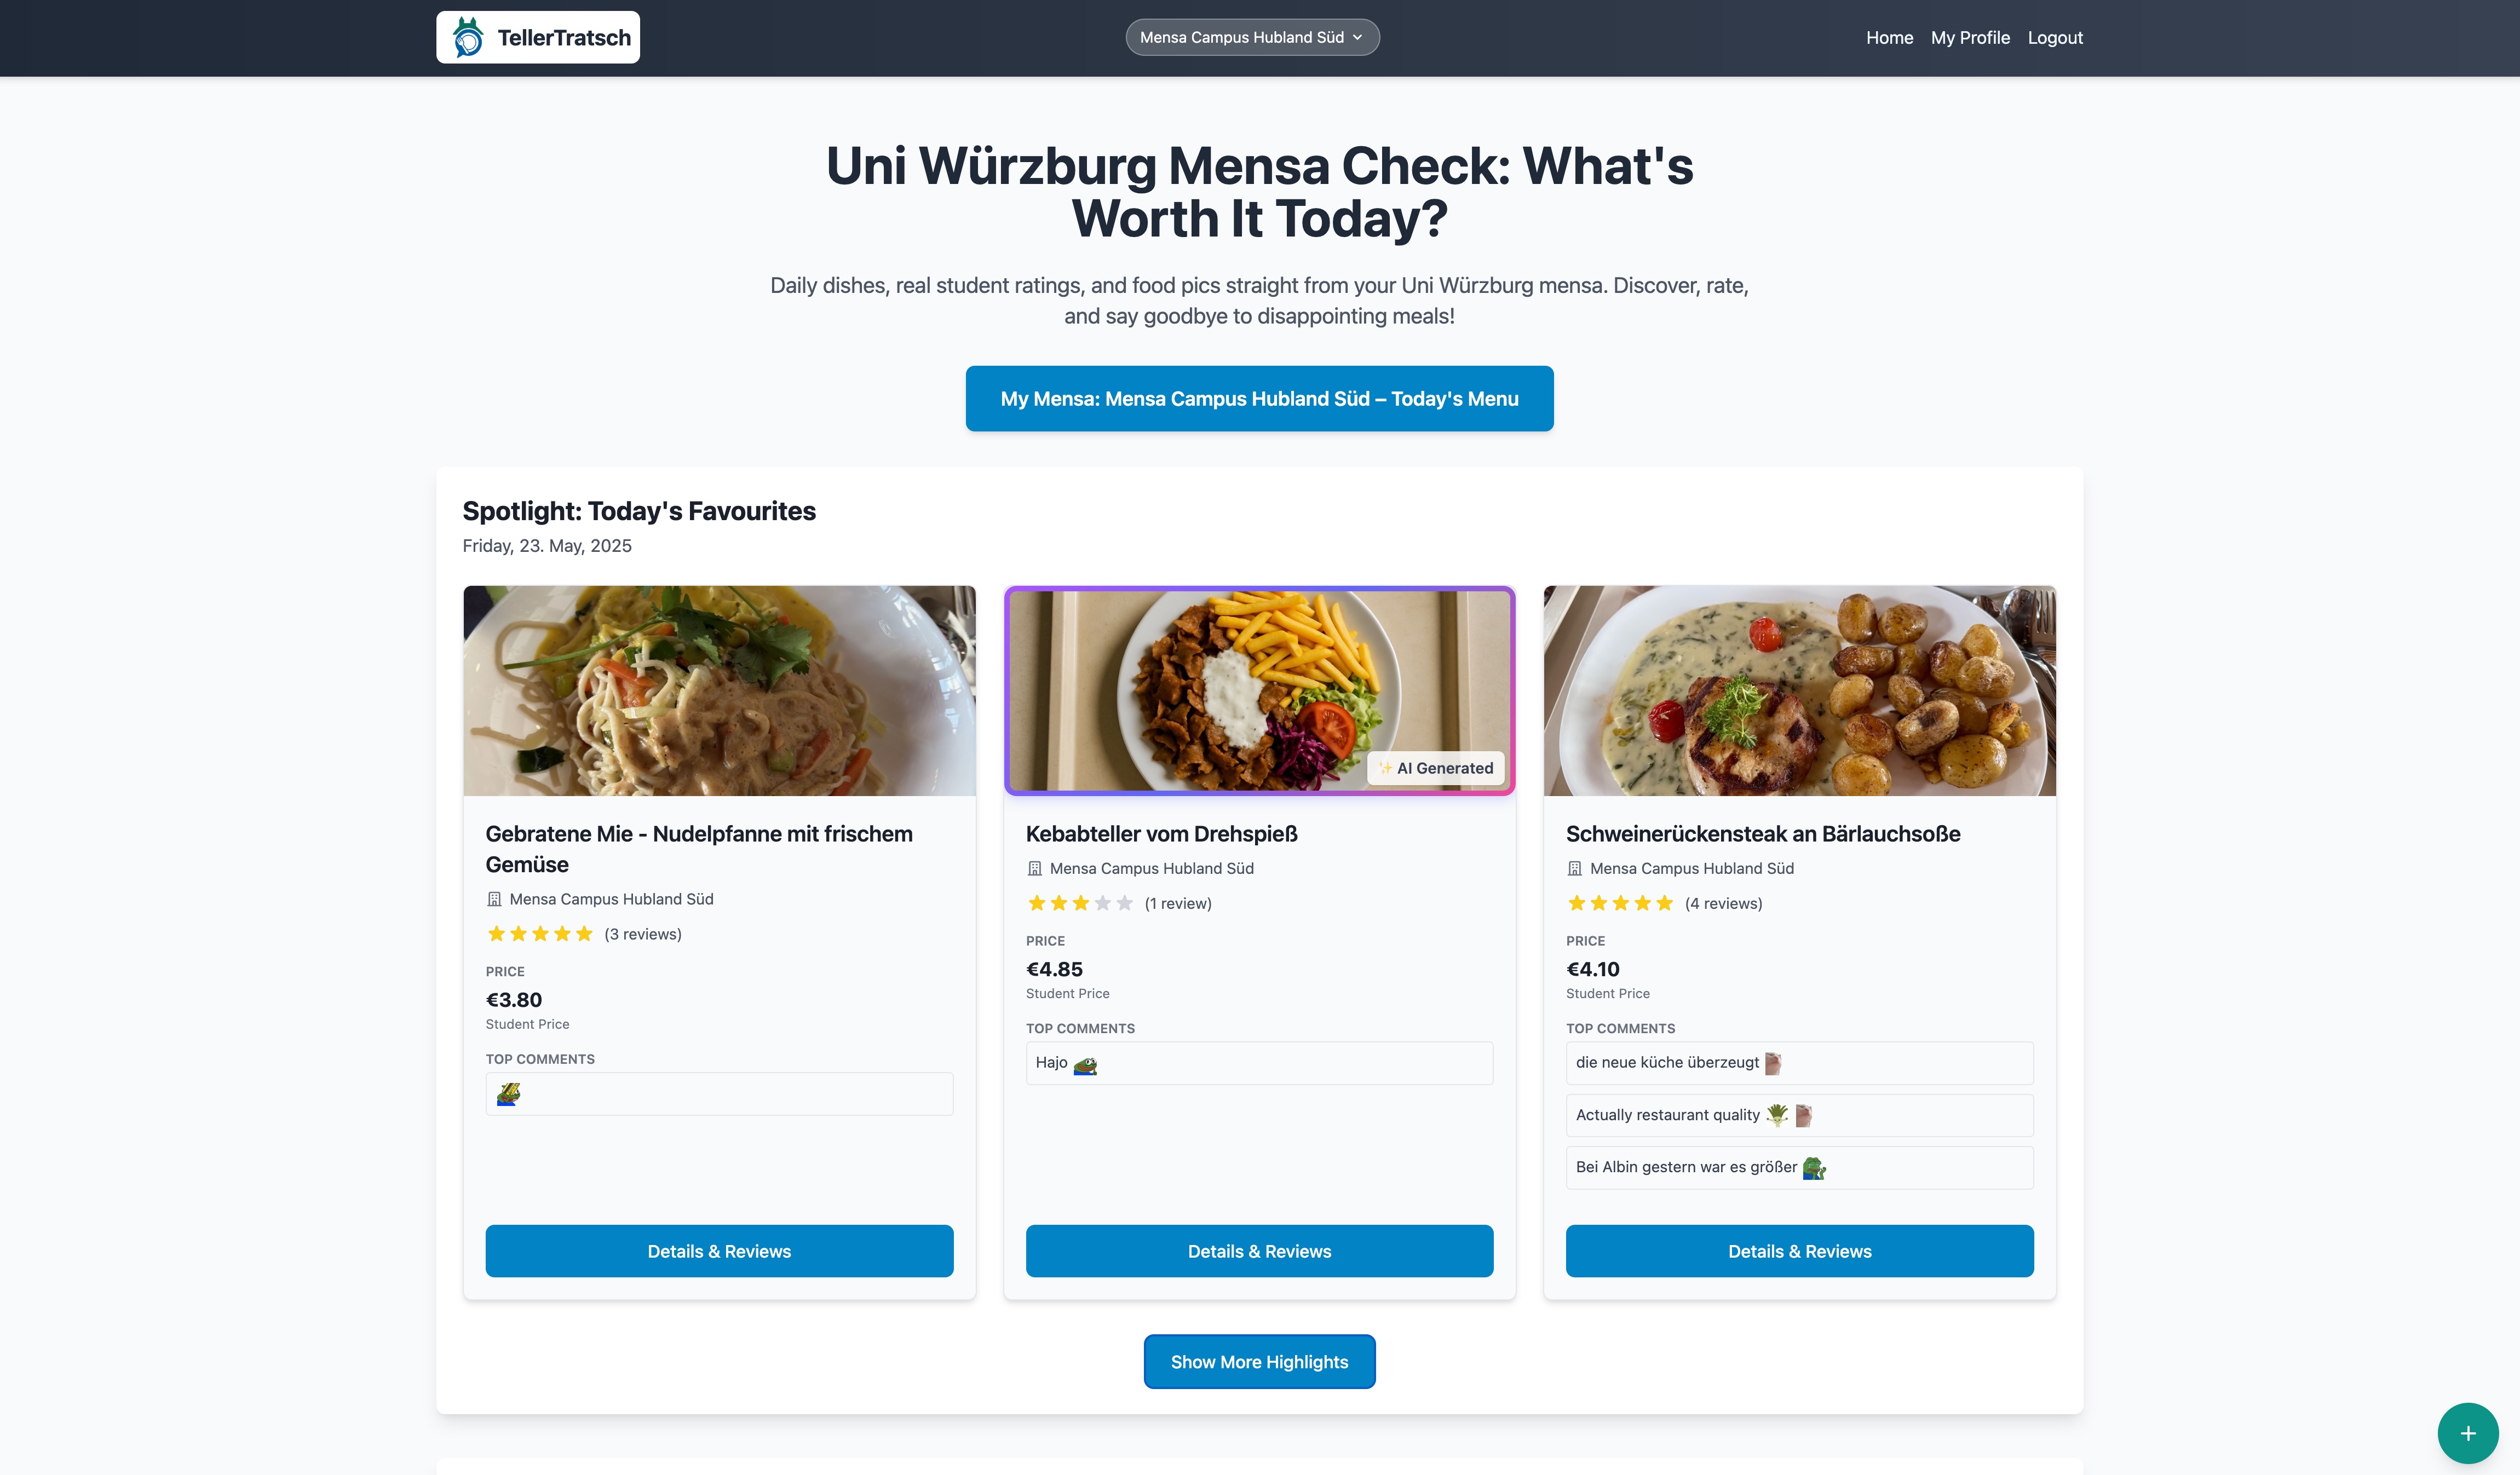 TellerTratsch
Mensa Campus Hubland Süd
Home
My Profile
Logout
Uni Würzburg Mensa Check: What's
Worth It Today?
Daily dishes, real student ratings, and food pics straight from your Uni Würzburg mensa. Discover, rate,
and say goodbye to disappointing meals!
My Mensa: Mensa Campus Hubland Süd – Today's Menu
Spotlight: Today's Favourites
Friday, 23. May, 2025
Gebratene Mie - Nudelpfanne mit frischem
Gemüse
Mensa Campus Hubland Süd
(3 reviews)
PRICE
€3.80
Student Price
TOP COMMENTS
Details & Reviews
✨ AI Generated
Kebabteller vom Drehspieß
Mensa Campus Hubland Süd
(1 review)
PRICE
€4.85
Student Price
TOP COMMENTS
Hajo
Details & Reviews
Schweinerückensteak an Bärlauchsoße
Mensa Campus Hubland Süd
(4 reviews)
PRICE
€4.10
Student Price
TOP COMMENTS
die neue küche überzeugt
Actually restaurant quality
Bei Albin gestern war es größer
Details & Reviews
Show More Highlights
+